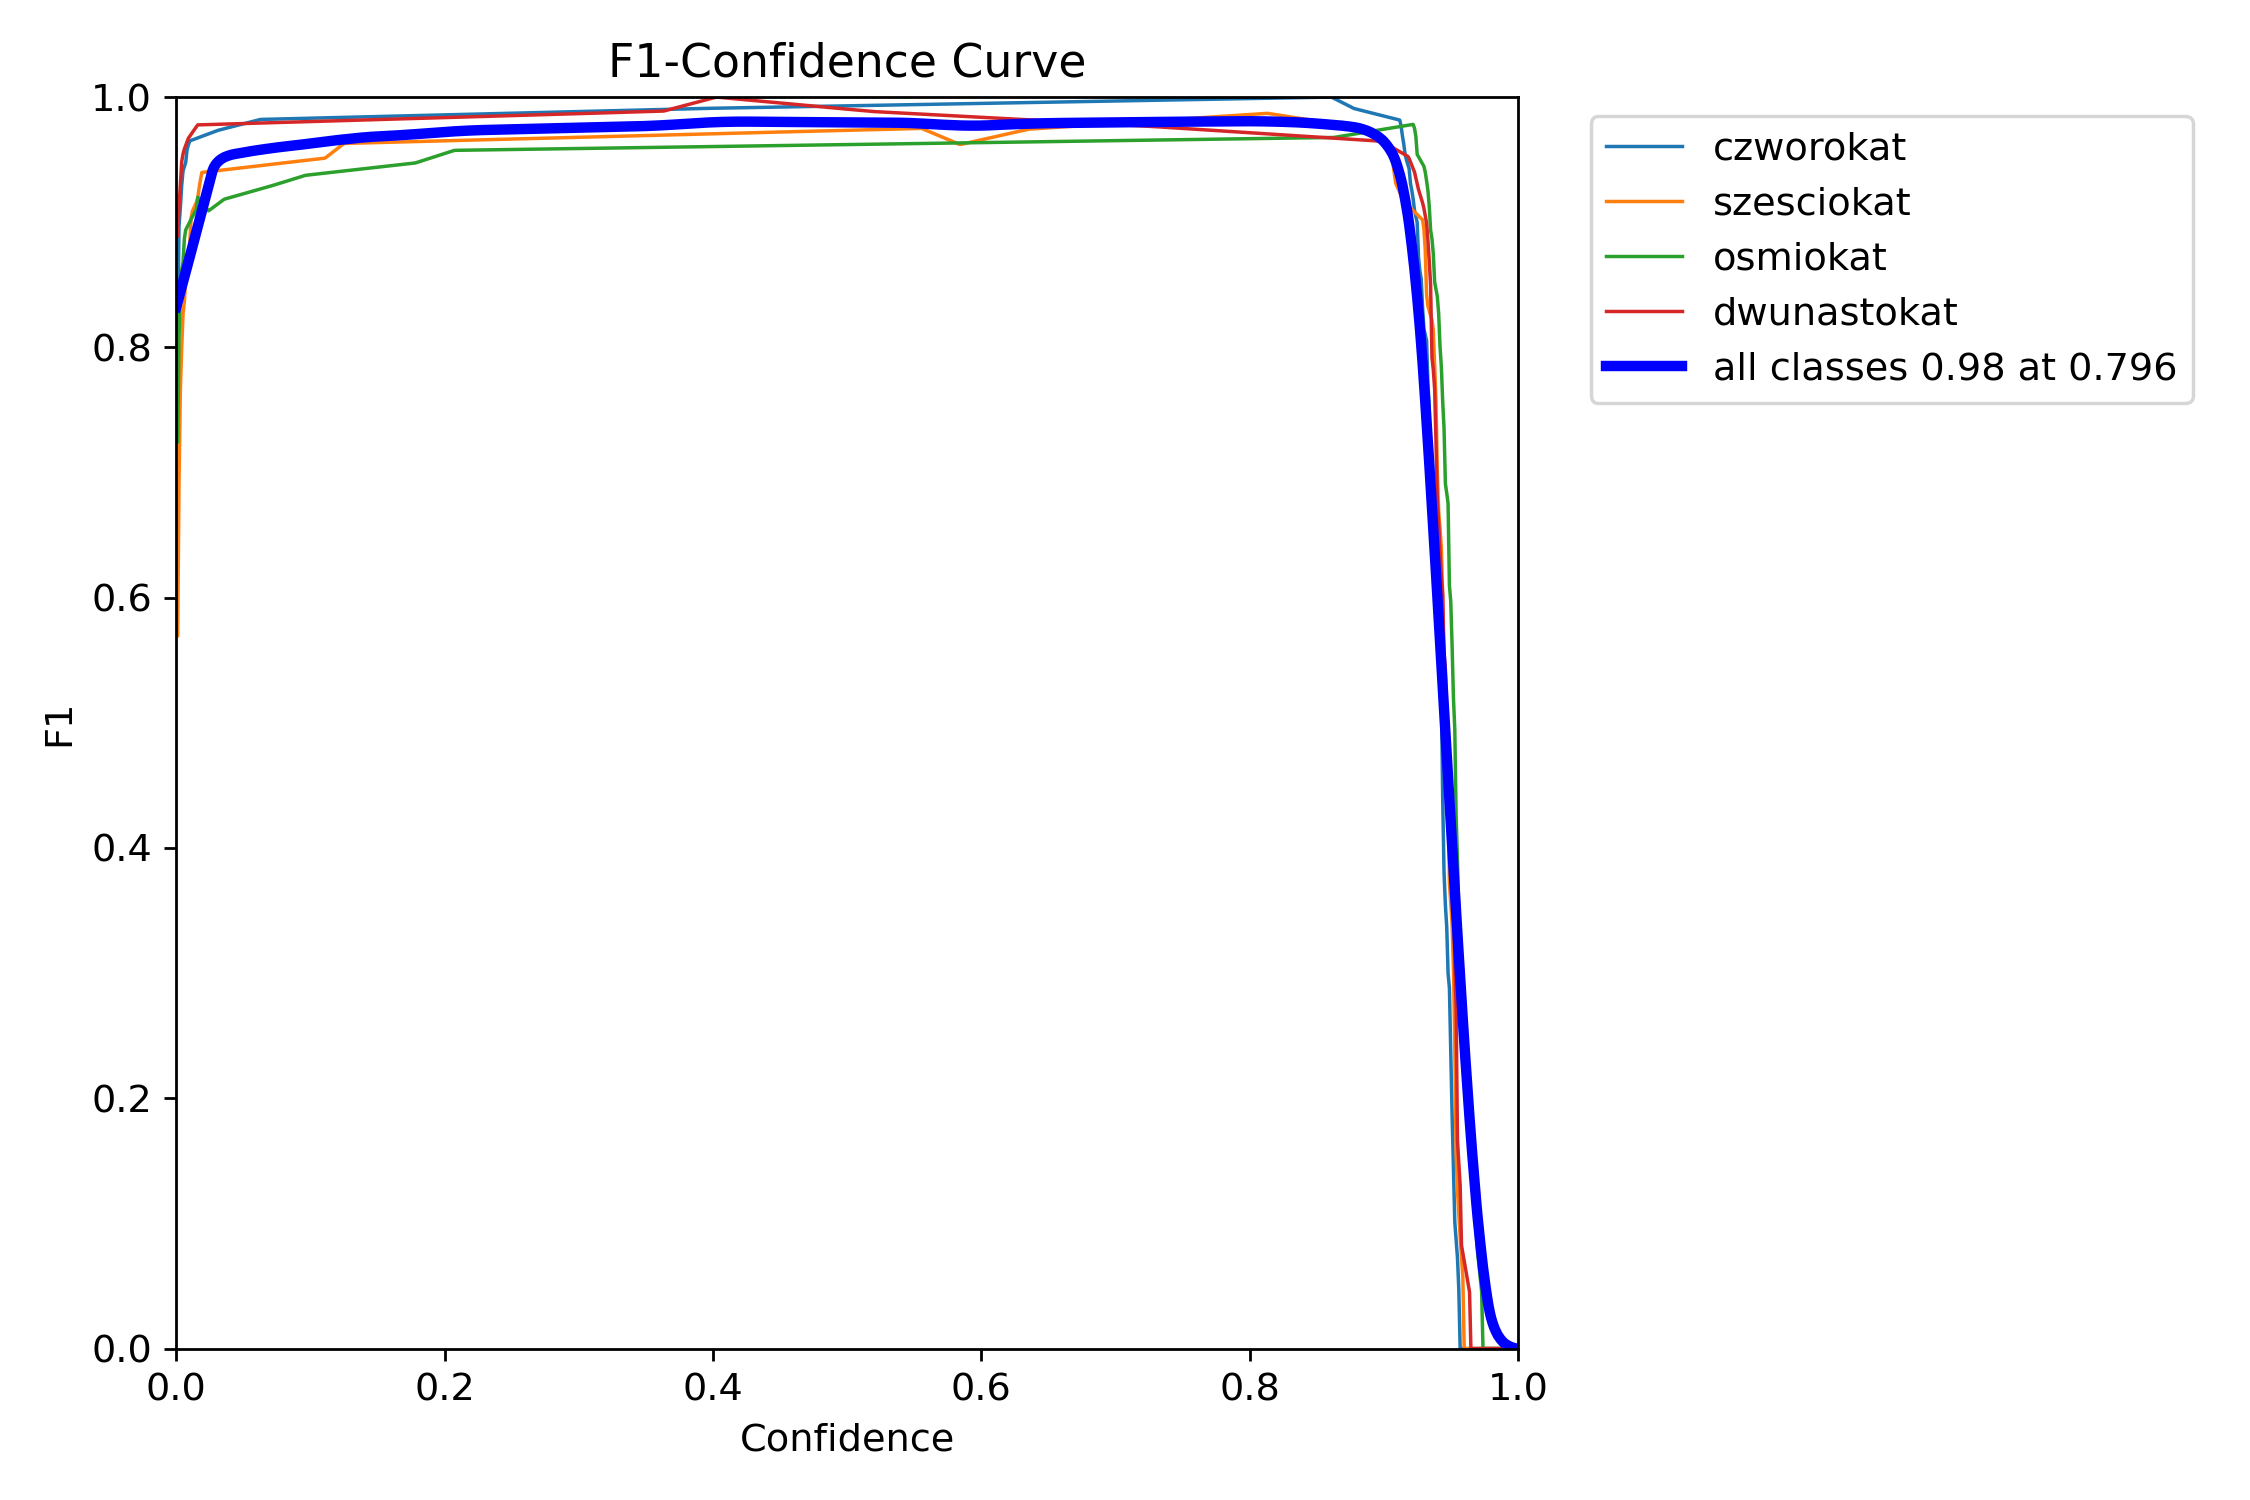 F1-Confidence Curve
1.0
0.8
0.6
0.4
0.2
0.0
F1
0.0 0.2 0.4 0.6 0.8 1.0
Confidence
czworokat
szesciokat
osmiokat
dwunastokat
all classes 0.98 at 0.796